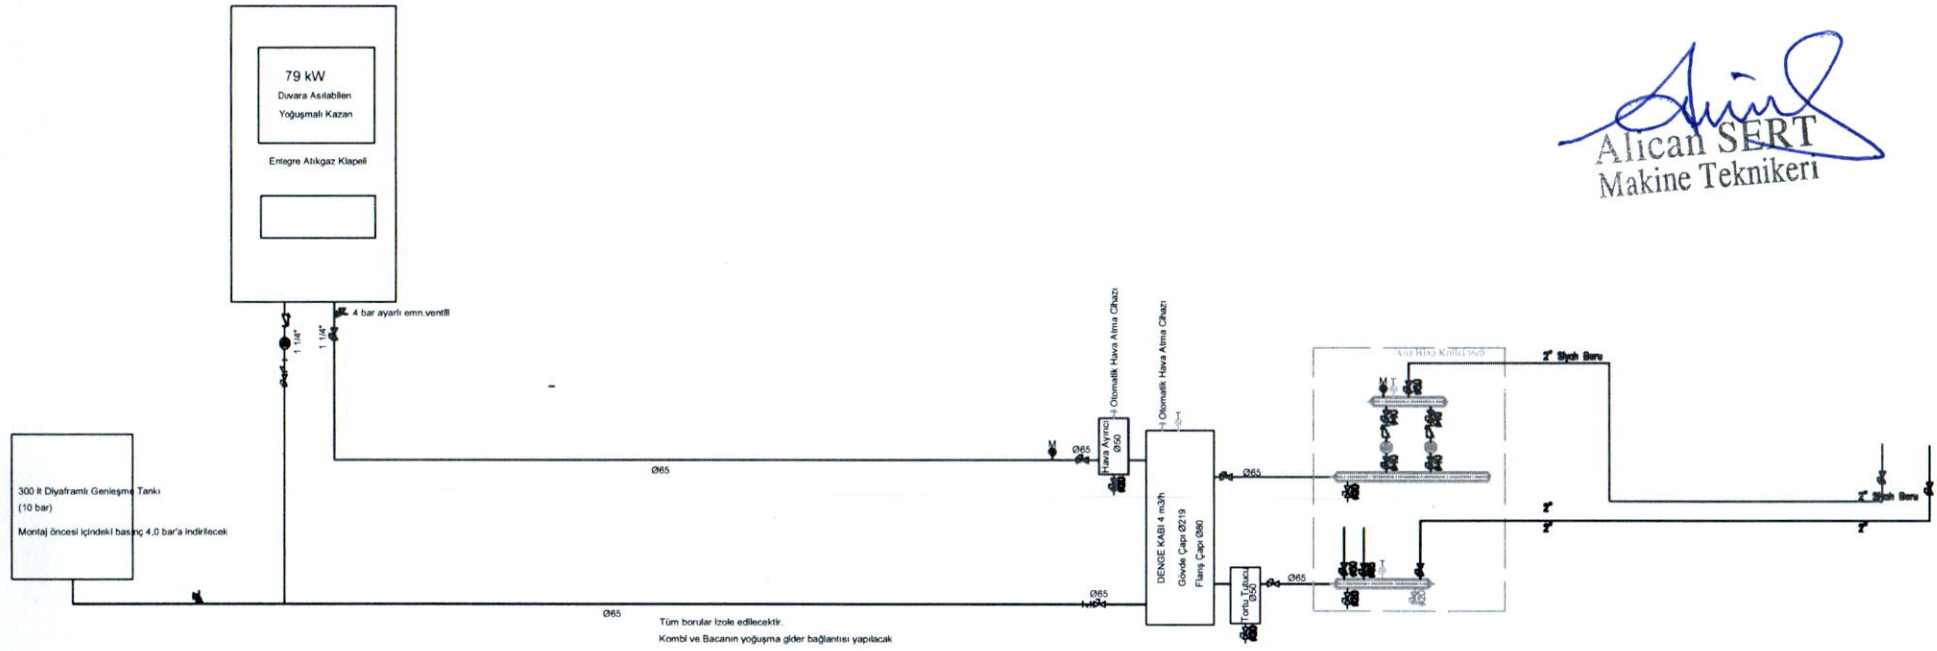 79 kW
Duvara Asılabilen
Yoğuşmalı Kazan
Entegre Atıkgaz Klapeli
4 bar ayarlı emn.ventili
1 1/4"
1 1/4"
Alican SERT
Makine Teknikeri
300 lt Diyaframlı Genleşme Tankı
(10 bar)
Montaj öncesi içindeki basınç 4,0 bar'a indirilecek
Ø65
Ø65
Tüm borular izole edilecektir.
Kombi ve Bacanın yoğuşma gider bağlantısı yapılacak
M
Ø65
Ø65
Hava Ayırıcı
Ø50
Otomatik Hava Atma Cihazı
Otomatik Hava Atma Cihazı
T
DENGE KABI 4 m3/h
Gövde Çapı Ø219
Flanş Çapı Ø80
Ø65
Tortu Tutucu
Ø50
Ø65
Ana Bina Kollektörü
M
T
T
2" Siyah Boru
2" Siyah Boru
2"
2"
2"